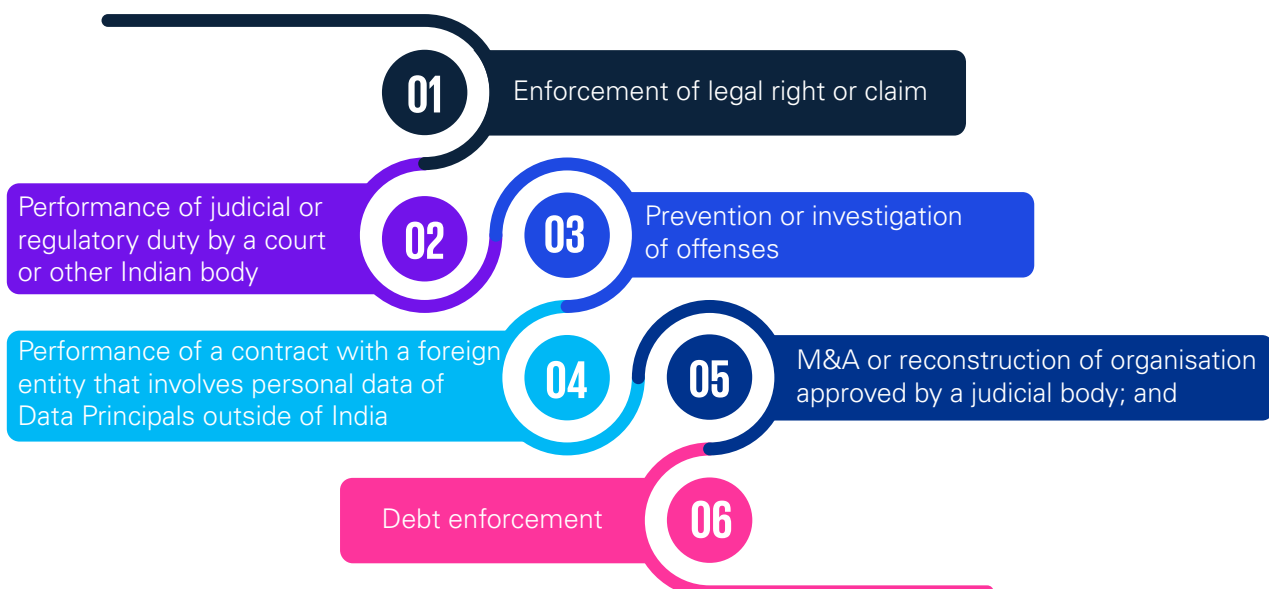 01
Enforcement of legal right or claim
02
Performance of judicial or
regulatory duty by a court
or other Indian body
03
Prevention or investigation
of offenses
04
Performance of a contract with a foreign
entity that involves personal data of
Data Principals outside of India
05
M&A or reconstruction of organisation
approved by a judicial body; and
06
Debt enforcement